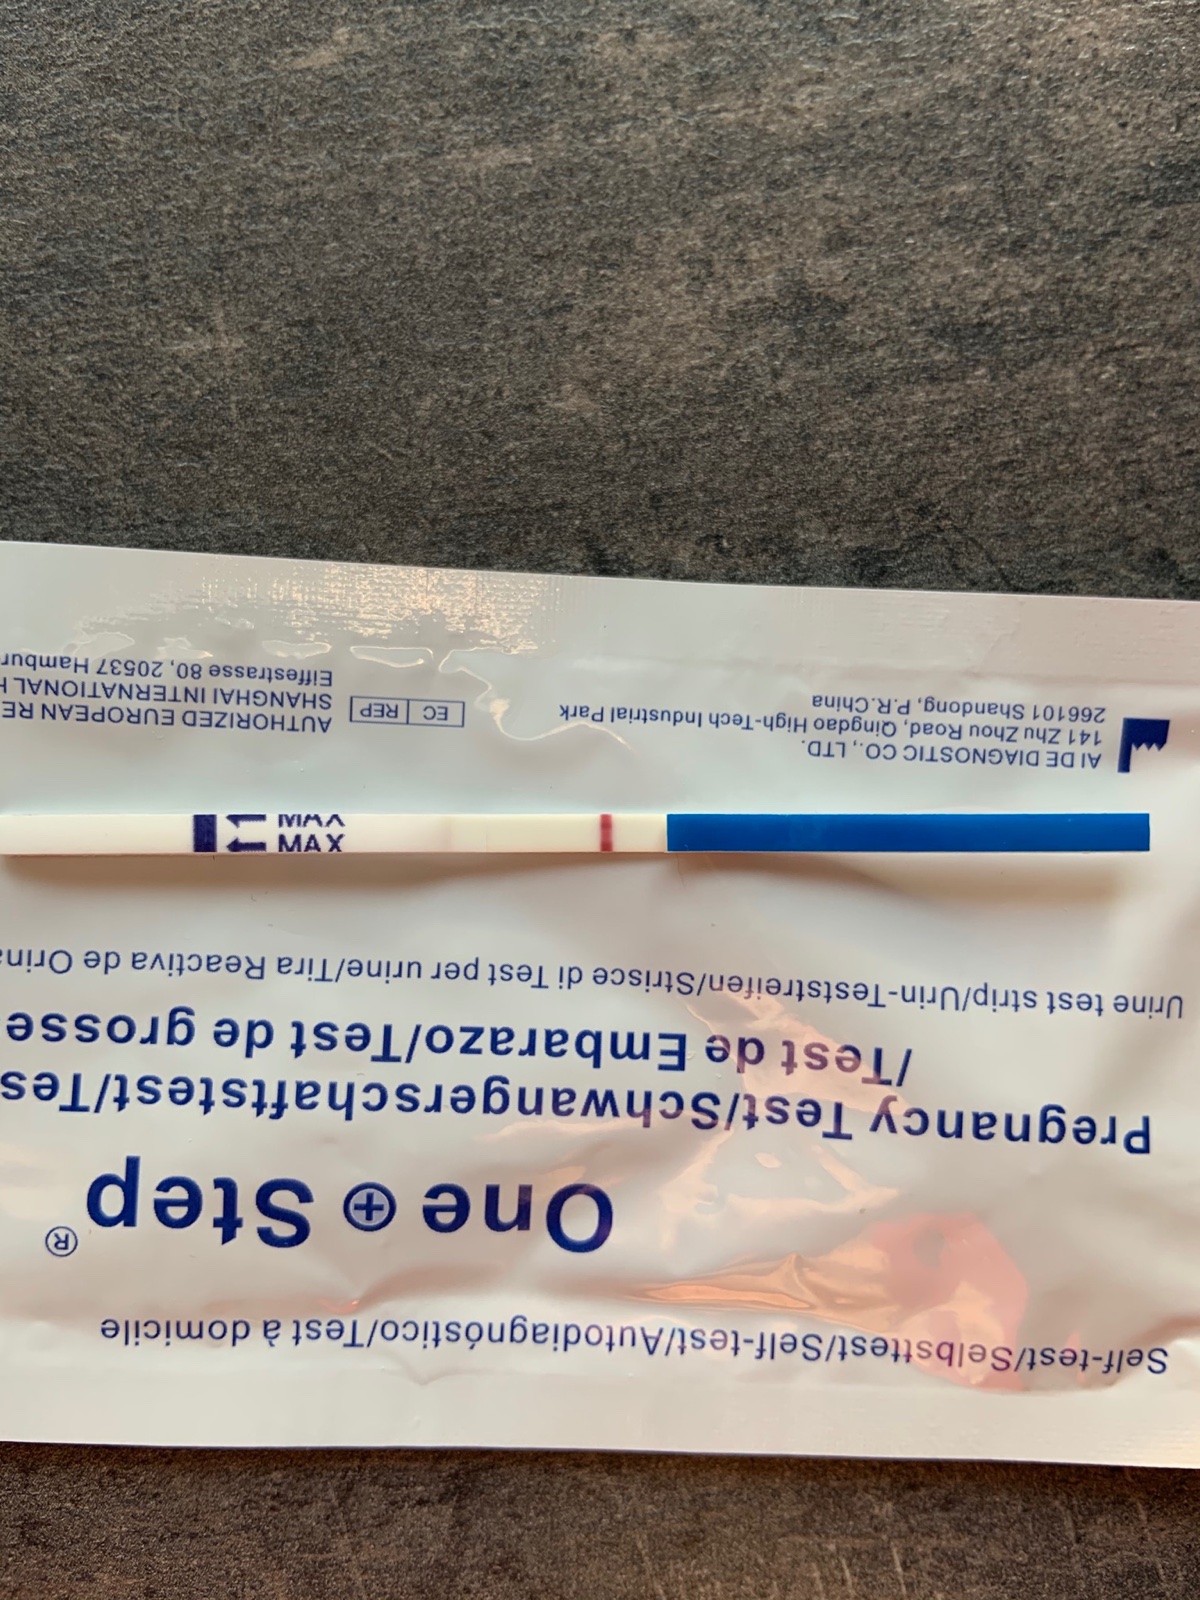 Self-test/Selbsttest/Self-test/Autodiagnóstico/Test à domicile
One + Step®
Pregnancy Test/Schwangerschaftstest/Tes
/Test de Embarazo/Test de grosse
Urine test strip/Urin-Teststreifen/Strisce di Test per urine/Tira Reactiva de Orina
MAX
MAX
AIDE DIAGNOSTIC CO., LTD.
141 Zhu Zhou Road, Qingdao High-Tech Industrial Park
266101 Shandong, P.R.China
EC REP
AUTHORIZED EUROPEAN RE
SHANGHAI INTERNATIONAL H
Eiffestrasse 80, 20537 Hambur